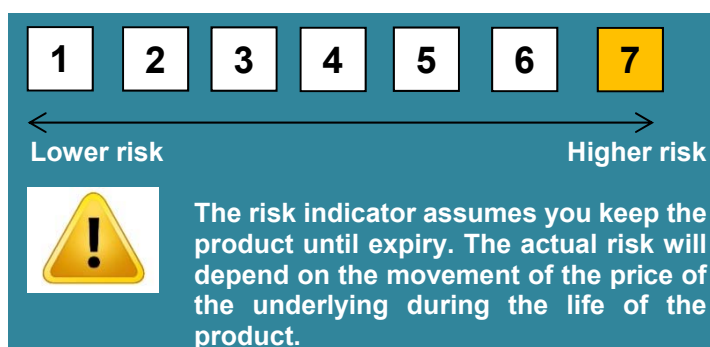 1 2 3 4 5 6 7
Lower risk Higher risk
!
The risk indicator assumes you keep the
product until expiry. The actual risk will
depend on the movement of the price of
the underlying during the life of the
product.